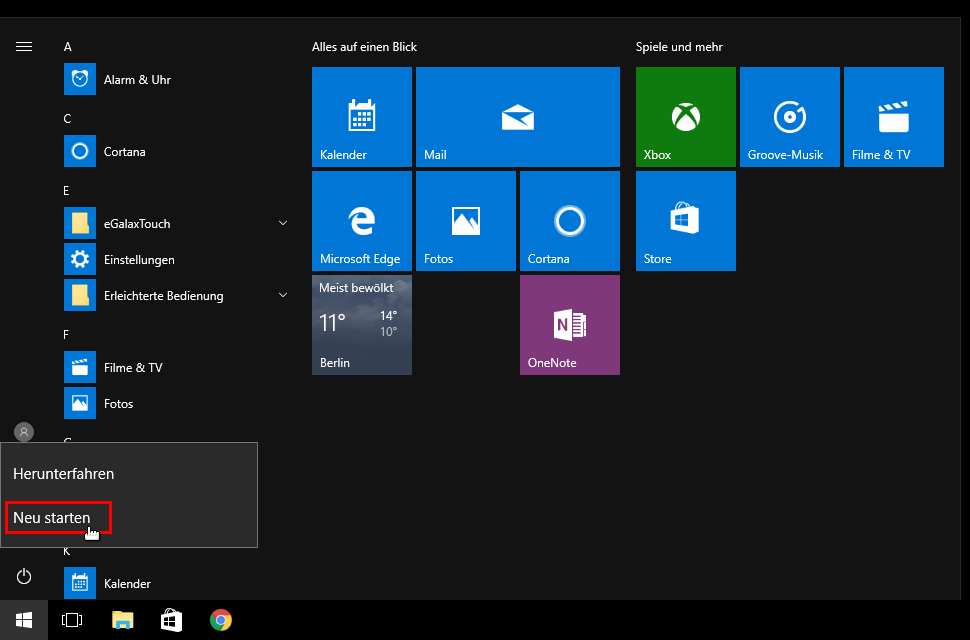 A
Alarm & Uhr
C
Cortana
E
eGalaxTouch
Einstellungen
Erleichterte Bedienung
F
Filme & TV
Fotos
Herunterfahren
Neu starten
K
Kalender
Alles auf einen Blick
Kalender
Mail
Microsoft Edge
Fotos
Cortana
Meist bewölkt
11°
14°
10°
Berlin
N
OneNote
Spiele und mehr
Xbox
Groove-Musik
Filme & TV
Store